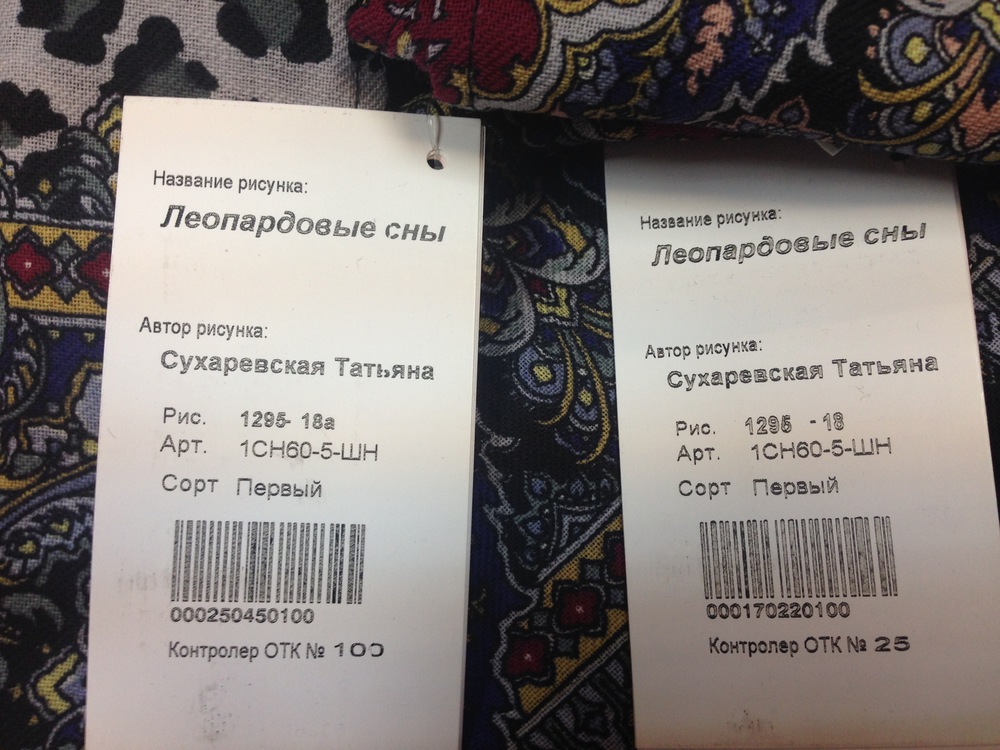 Название рисунка:
Леопардовые сны
Автор рисунка:
Сухаревская Татьяна
Рис. 1295- 18а
Арт. 1СН60-5-ШН
Сорт Первый
000250450100
Контролер ОТК № 100
Название рисунка:
Леопардовые сны
Автор рисунка:
Сухаревская Татьяна
Рис. 1295 - 18
Арт. 1СН60-5-ШН
Сорт Первый
000170220100
Контролер ОТК № 25